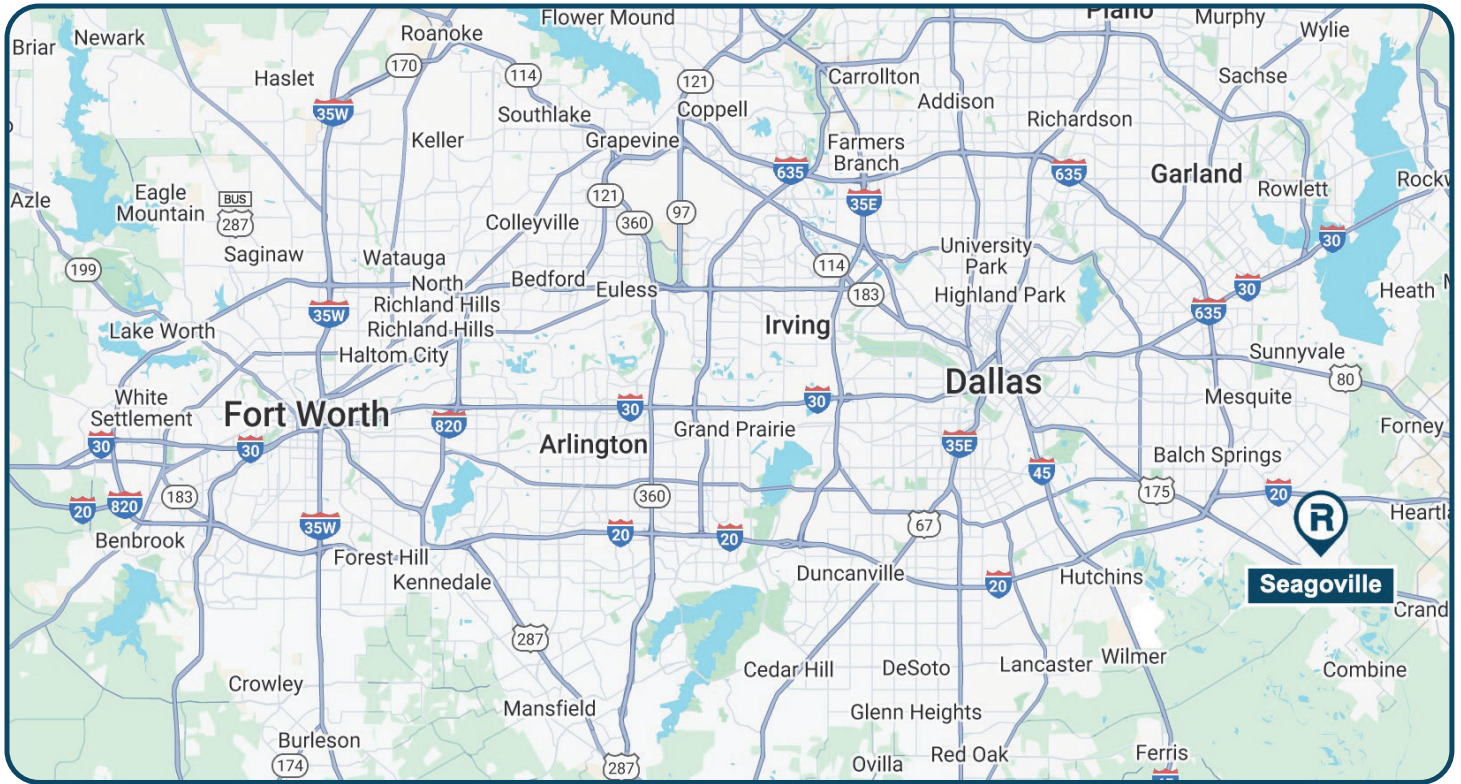 Flower Mound
Plano
Murphy
Wylie
Briar
Newark
Roanoke
170
114
121
Carrollton
Sachse
Haslet
35W
Southlake
Coppell
Addison
Richardson
Keller
Grapevine
Farmers
Branch
635
635
Garland
Rowlett
Azle
Eagle
Mountain
BUS
287
121
360
97
35E
Colleyville
30
Saginaw
Watauga
University
Park
199
North
Richland Hills
Bedford
Euless
114
183
Highland Park
30
Heath
35W
Richland Hills
Irving
635
Lake Worth
Haltom City
Sunnyvale
80
Dallas
White
Settlement
Fort Worth
820
30
30
Mesquite
Grand Prairie
Arlington
Forney
30
30
35E
45
Balch Springs
20
820
183
360
175
20
R
35W
20
20
67
Benbrook
Forest Hill
Kennedale
Duncanville
20
Hutchins
Seagoville
287
Cedar Hill
DeSoto
Lancaster
Wilmer
Combine
Crowley
Mansfield
Glenn Heights
Burleson
174
287
Ovilla
Red Oak
Ferris